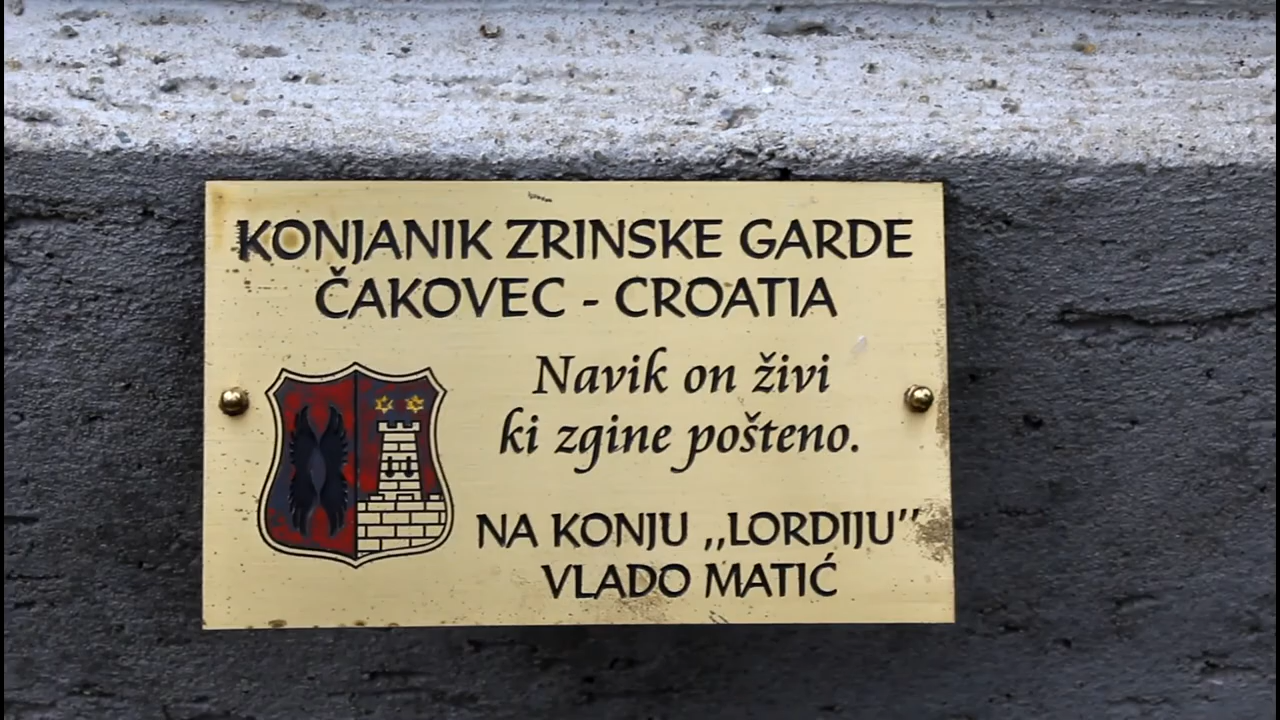 KONJANIK ZRINSKE GARDE
ČAKOVEC - CROATIA
Navik on živi
ki zgine pošteno.
NA KONJU ,,LORDIJU''
VLADO MATIĆ